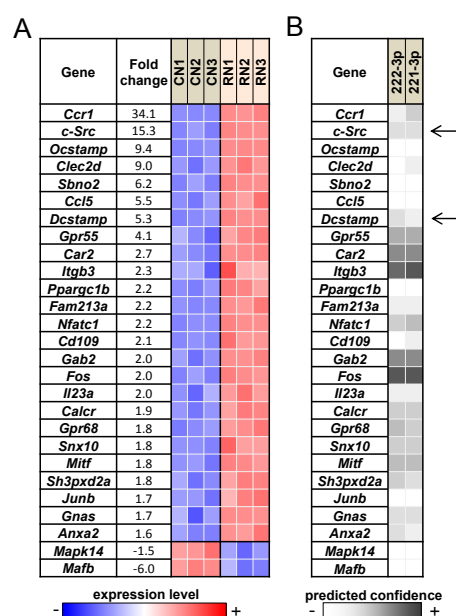 A
Gene Fold change CN1 CN2 CN3 RN1 RN2 RN3
Ccr1 34.1
c-Src 15.3
Ocstamp 9.4
Clec2d 9.0
Sbno2 6.2
Ccl5 5.5
Dcstamp 5.3
Gpr55 4.1
Car2 2.7
Itgb3 2.3
Ppargc1b 2.2
Fam213a 2.2
Nfatc1 2.2
Cd109 2.1
Gab2 2.0
Fos 2.0
Il23a 2.0
Calcr 1.9
Gpr68 1.8
Snx10 1.8
Mitf 1.8
Sh3pxd2a 1.8
Junb 1.7
Gnas 1.7
Anxa2 1.6
Mapk14 -1.5
Mafb -6.0
expression level
- +
B
Gene 222-3p 221-3p
Ccr1
c-Src
Ocstamp
Clec2d
Sbno2
Ccl5
Dcstamp
Gpr55
Car2
Itgb3
Ppargc1b
Fam213a
Nfatc1
Cd109
Gab2
Fos
Il23a
Calcr
Gpr68
Snx10
Mitf
Sh3pxd2a
Junb
Gnas
Anxa2
Mapk14
Mafb
predicted confidence
- +